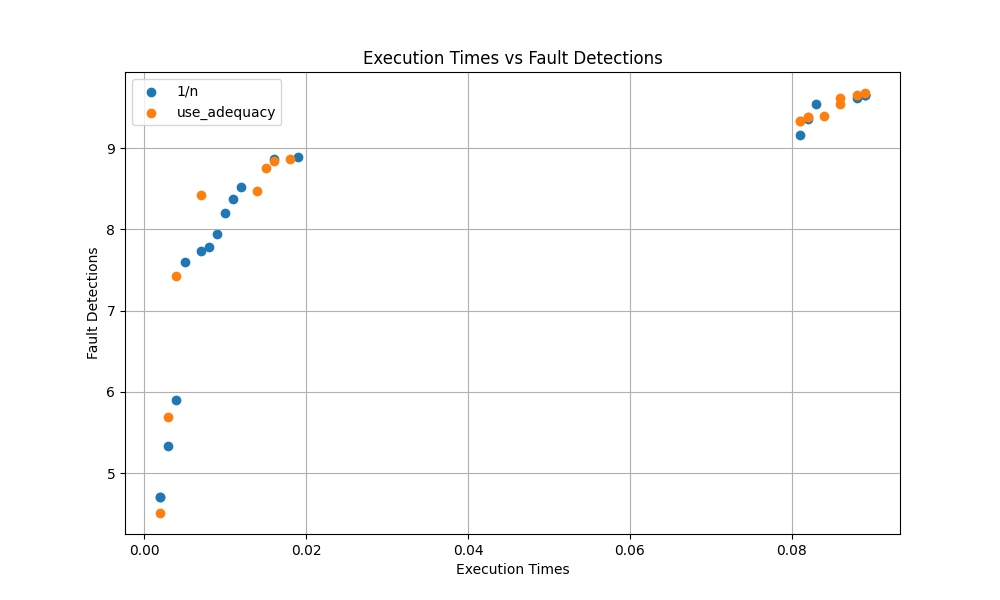 Execution Times vs Fault Detections
1/n
use_adequacy
Fault Detections
9
8
7
6
5
0.00
0.02
0.04
0.06
0.08
Execution Times